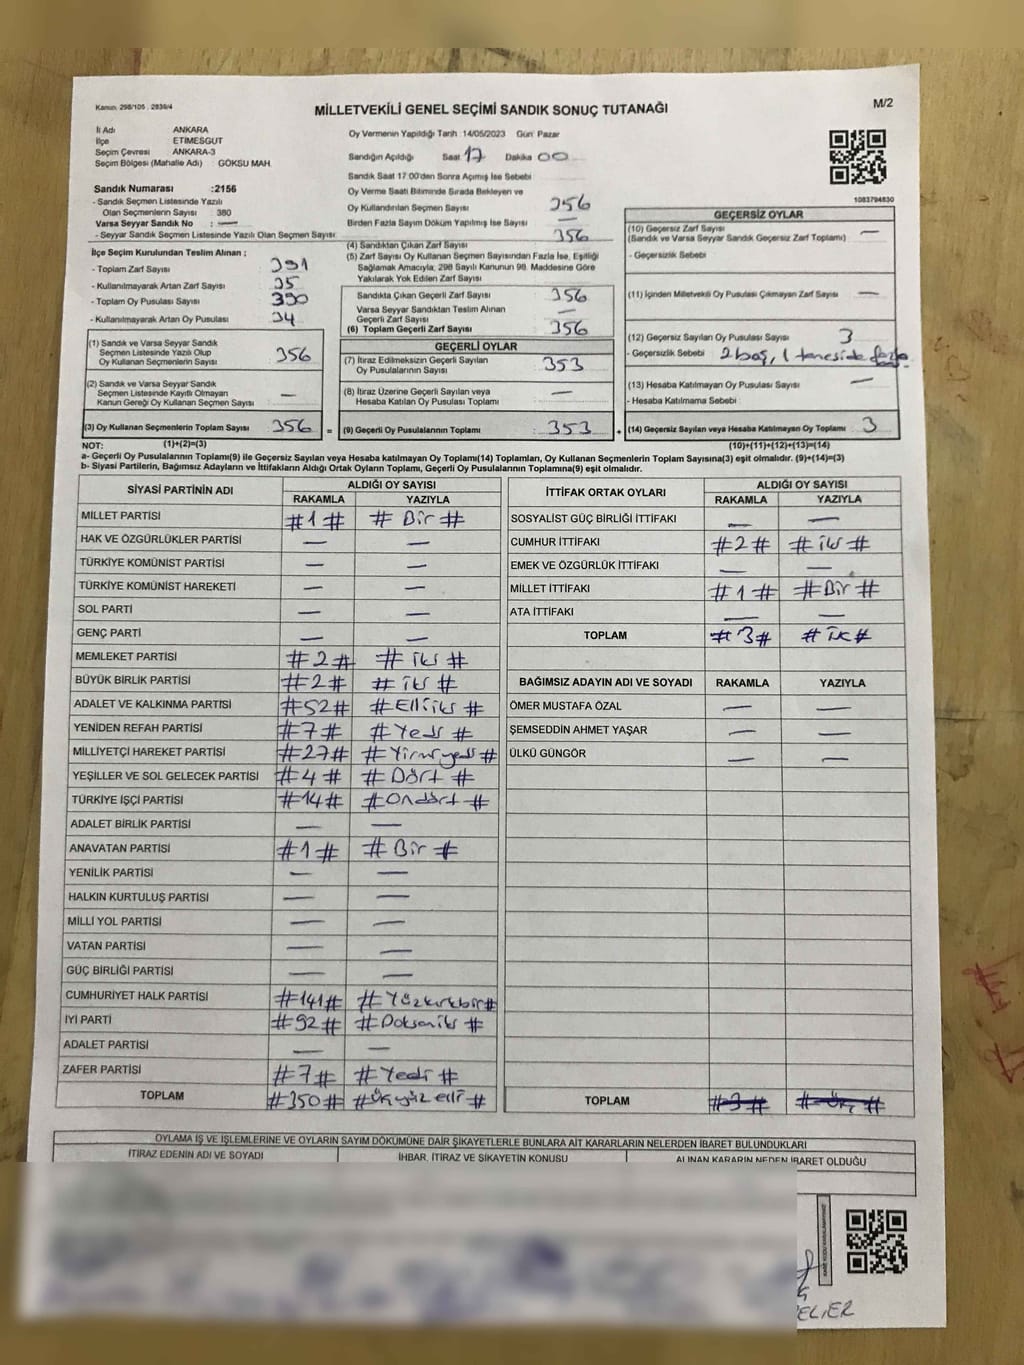 Kanun: 298/105 , 2839/4
MİLLETVEKİLİ GENEL SEÇİMİ SANDIK SONUÇ TUTANAĞI
M/2
İl Adı ANKARA
İlçe ETİMESGUT
Seçim Çevresi ANKARA-3
Seçim Bölgesi (Mahalle Adı) : GÖKSU MAH.
Oy Vermenin Yapıldığı Tarih :14/05/2023 Gün: Pazar
Sandığın Açıldığı Saat 17 Dakika 00
Sandık Saat 17:00'den Sonra Açımış İse Sebebi
Sandık Numarası :2156
- Sandık Seçmen Listesinde Yazılı
Olan Seçmenlerin Sayısı : 380
Varsa Seyyar Sandık No : —
- Seyyar Sandık Seçmen Listesinde Yazılı Olan Seçmen Sayısı:
Oy Verme Saati Bitiminde Sırada Bekleyen ve
Oy Kullandırılan Seçmen Sayısı 356
Birden Fazla Sayım Döküm Yapılmış İse Sayısı —
1083794830
İlçe Seçim Kurulundan Teslim Alınan ;
- Toplam Zarf Sayısı : 391
- Kullanılmayarak Artan Zarf Sayısı : 35
- Toplam Oy Pusulası Sayısı : 390
- Kullanılmayarak Artan Oy Pusulası : 34
(4) Sandıktan Çıkan Zarf Sayısı : 356
(5) Zarf Sayısı Oy Kullanan Seçmen Sayısından Fazla İse, Eşitliği
Sağlamak Amacıyla; 298 Sayılı Kanunun 98. Maddesine Göre
Yakılarak Yok Edilen Zarf Sayısı
Sandıkta Çıkan Geçerli Zarf Sayısı : 356
Varsa Seyyar Sandıktan Teslim Alınan
Geçerli Zarf Sayısı : —
(6) Toplam Geçerli Zarf Sayısı : 356
GEÇERSİZ OYLAR
(10) Geçersiz Zarf Sayısı : —
(Sandık ve Varsa Seyyar Sandık Geçersiz Zarf Toplamı)
- Geçersizlik Sebebi :
(11) İçinden Milletvekili Oy Pusulası Çıkmayan Zarf Sayısı : —
(12) Geçersiz Sayılan Oy Pusulası Sayısı : 3
- Geçersizlik Sebebi : 2 boş, 1 tanesinde fazla
(13) Hesaba Katılmayan Oy Pusulası Sayısı : —
- Hesaba Katılmama Sebebi :
(14) Geçersiz Sayılan veya Hesaba Katılmayan Oy Toplamı : 3
(1) Sandık ve Varsa Seyyar Sandık
Seçmen Listesinde Yazılı Olup
Oy Kullanan Seçmenlerin Sayısı : 356
(2) Sandık ve Varsa Seyyar Sandık
Seçmen Listesinde Kayıtlı Olmayan
Kanun Gereği Oy Kullanan Seçmen Sayısı : —
(3) Oy Kullanan Seçmenlerin Toplam Sayısı : 356 =
GEÇERLİ OYLAR
(7) İtiraz Edilmeksizin Geçerli Sayılan
Oy Pusulalarının Sayısı : 353
(8) İtiraz Üzerine Geçerli Sayılan veya
Hesaba Katılan Oy Pusulası Toplamı : —
(9) Geçerli Oy Pusulalarının Toplamı : 353 +
NOT: (1)+(2)=(3) (10)+(11)+(12)+(13)=(14)
a- Geçerli Oy Pusulalarının Toplamı(9) ile Geçersiz Sayılan veya Hesaba katılmayan Oy Toplamı(14) Toplamları, Oy Kullanan Seçmenlerin Toplam Sayısına(3) eşit olmalıdır. (9)+(14)=(3)
b- Siyasi Partilerin, Bağımsız Adayların ve İttifakların Aldığı Ortak Oyların Toplamı, Geçerli Oy Pusulalarının Toplamına(9) eşit olmalıdır.
SİYASİ PARTİNİN ADI ALDIĞI OY SAYISI
RAKAMLA YAZIYLA
MİLLET PARTİSİ #1# #Bir#
HAK VE ÖZGÜRLÜKLER PARTİSİ — —
TÜRKİYE KOMÜNİST PARTİSİ — —
TÜRKİYE KOMÜNİST HAREKETİ — —
SOL PARTİ — —
GENÇ PARTİ — —
MEMLEKET PARTİSİ #2# #iki#
BÜYÜK BİRLİK PARTİSİ #2# #iki#
ADALET VE KALKINMA PARTİSİ #52# #Elliiki#
YENİDEN REFAH PARTİSİ #7# #Yedi#
MİLLİYETÇİ HAREKET PARTİSİ #27# #Yirmiyedi#
YEŞİLLER VE SOL GELECEK PARTİSİ #4# #Dört#
TÜRKİYE İŞÇİ PARTİSİ #14# #Ondört#
ADALET BİRLİK PARTİSİ — —
ANAVATAN PARTİSİ #1# #Bir#
YENİLİK PARTİSİ — —
HALKIN KURTULUŞ PARTİSİ — —
MİLLİ YOL PARTİSİ — —
VATAN PARTİSİ — —
GÜÇ BİRLİĞİ PARTİSİ — —
CUMHURİYET HALK PARTİSİ #141# #Yüzkırkbir#
İYİ PARTİ #92# #Doksaniki#
ADALET PARTİSİ — —
ZAFER PARTİSİ #7# #Yedi#
TOPLAM #350# #Üçyüz elli#
İTTİFAK ORTAK OYLARI ALDIĞI OY SAYISI
RAKAMLA YAZIYLA
SOSYALİST GÜÇ BİRLİĞİ İTTİFAKI — —
CUMHUR İTTİFAKI #2# #iki#
EMEK VE ÖZGÜRLÜK İTTİFAKI — —
MİLLET İTTİFAKI #1# #Bir#
ATA İTTİFAKI — —
TOPLAM #3#
BAĞIMSIZ ADAYIN ADI VE SOYADI RAKAMLA YAZIYLA
ÖMER MUSTAFA ÖZAL — —
ŞEMSEDDİN AHMET YAŞAR — —
ÜLKÜ GÜNGÖR — —
TOPLAM #3# #Üç#
OYLAMA İŞ VE İŞLEMLERİNE VE OYLARIN SAYIM DÖKÜMÜNE DAİR ŞİKAYETLERLE BUNLARA AİT KARARLARIN NELERDEN İBARET BULUNDUKLARI
İTİRAZ EDENİN ADI VE SOYADI İHBAR, İTİRAZ VE ŞİKAYETİN KONUSU ALINAN KARARIN NEDEN İBARET OLDUĞU